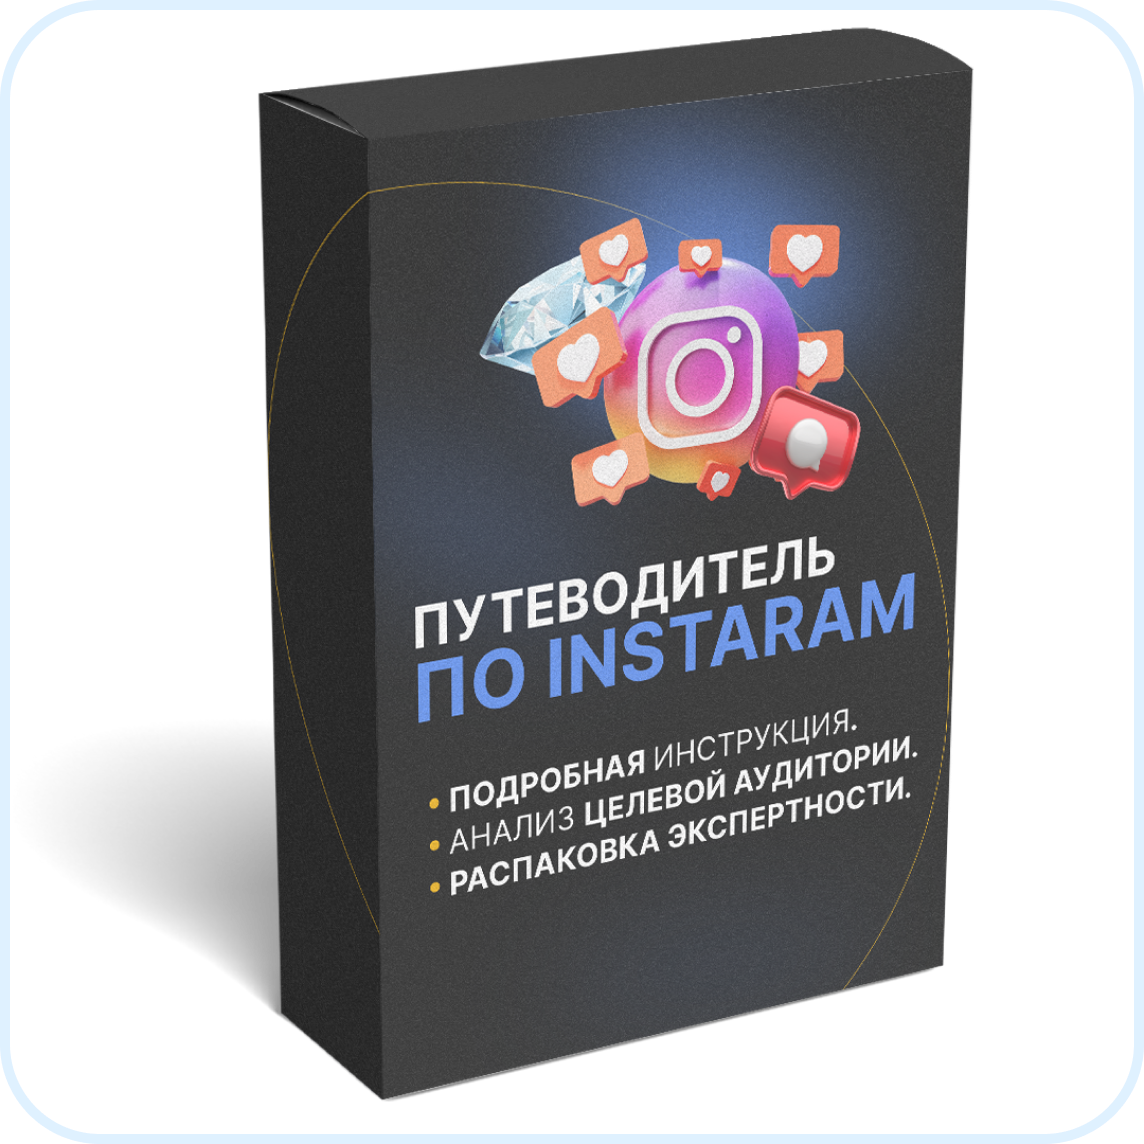 ПУТЕВОДИТЕЛЬ
ПО INSTARAM
• ПОДРОБНАЯ ИНСТРУКЦИЯ.
• АНАЛИЗ ЦЕЛЕВОЙ АУДИТОРИИ.
• РАСПАКОВКА ЭКСПЕРТНОСТИ.